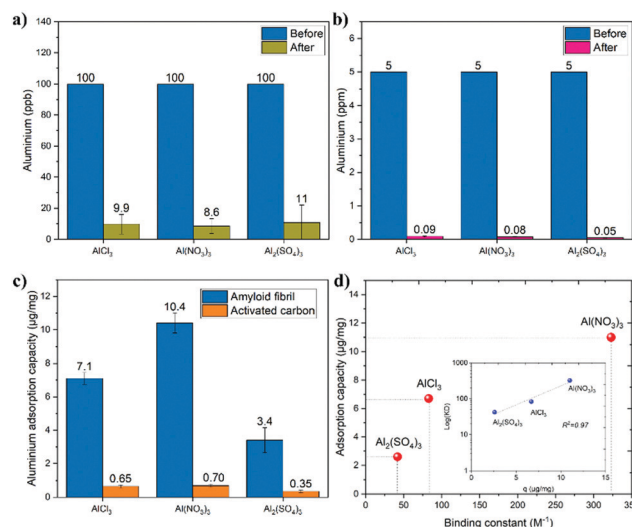 a)
Before
After
Aluminium (ppb)
140
120
100
80
60
40
20
0
100
9.9
100
8.6
100
11
AlCl3
Al(NO3)3
Al2(SO4)3
b)
Before
After
Aluminium (ppm)
7
6
5
4
3
2
1
0
5
0.09
5
0.08
5
0.05
AlCl3
Al(NO3)3
Al2(SO4)3
c)
Amyloid fibril
Activated carbon
Aluminium adsorption capacity (µg/mg)
12
10
8
6
4
2
0
7.1
0.65
10.4
0.70
3.4
0.35
AlCl3
Al(NO3)3
Al2(SO4)3
d)
Adsorption capacity (µg/mg)
14
12
10
8
6
4
2
0
Al(NO3)3
AlCl3
Al2(SO4)3
Log(KD)
1000
100
10
1
Al(NO3)3
AlCl3
Al2(SO4)3
R2=0.97
0 5 10 15
q (µg/mg)
0 50 100 150 200 250 300 350
Binding constant (M-1)